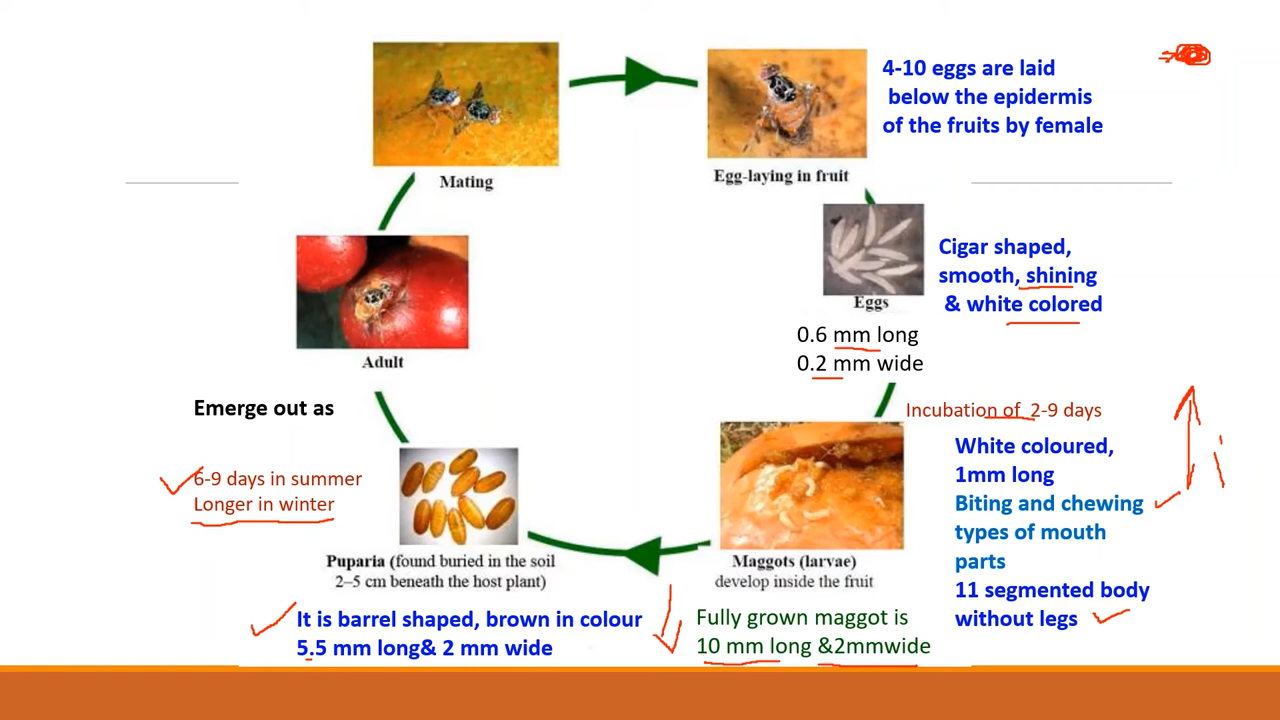 4-10 eggs are laid
below the epidermis
of the fruits by female
Mating
Egg-laying in fruit
Cigar shaped,
smooth, shining
& white colored
Eggs
0.6 mm long
0.2 mm wide
Adult
Emerge out as
Incubation of 2-9 days
White coloured,
1mm long
Biting and chewing
types of mouth
parts
11 segmented body
without legs
6-9 days in summer
Longer in winter
Puparia (found buried in the soil
2–5 cm beneath the host plant)
Maggots (larvae)
develop inside the fruit
It is barrel shaped, brown in colour
5.5 mm long& 2 mm wide
Fully grown maggot is
10 mm long &2mmwide